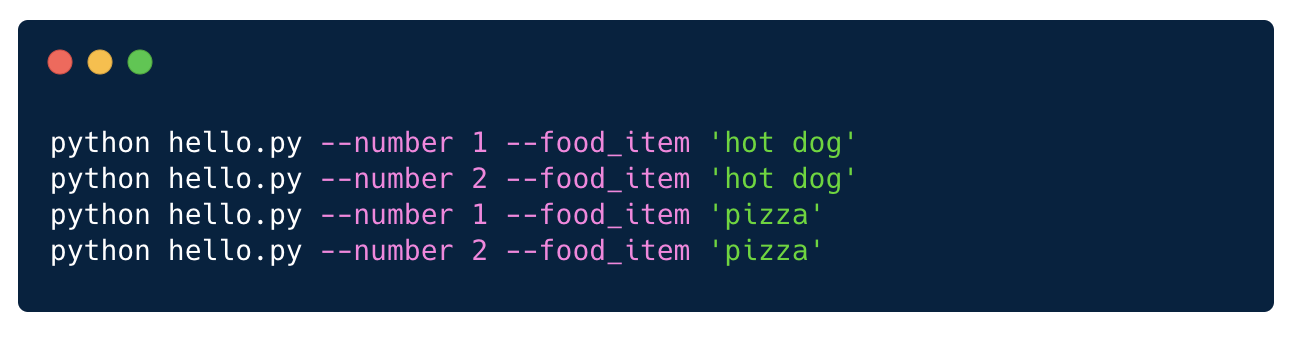 python hello.py --number 1 --food_item 'hot dog'
python hello.py --number 2 --food_item 'hot dog'
python hello.py --number 1 --food_item 'pizza'
python hello.py --number 2 --food_item 'pizza'